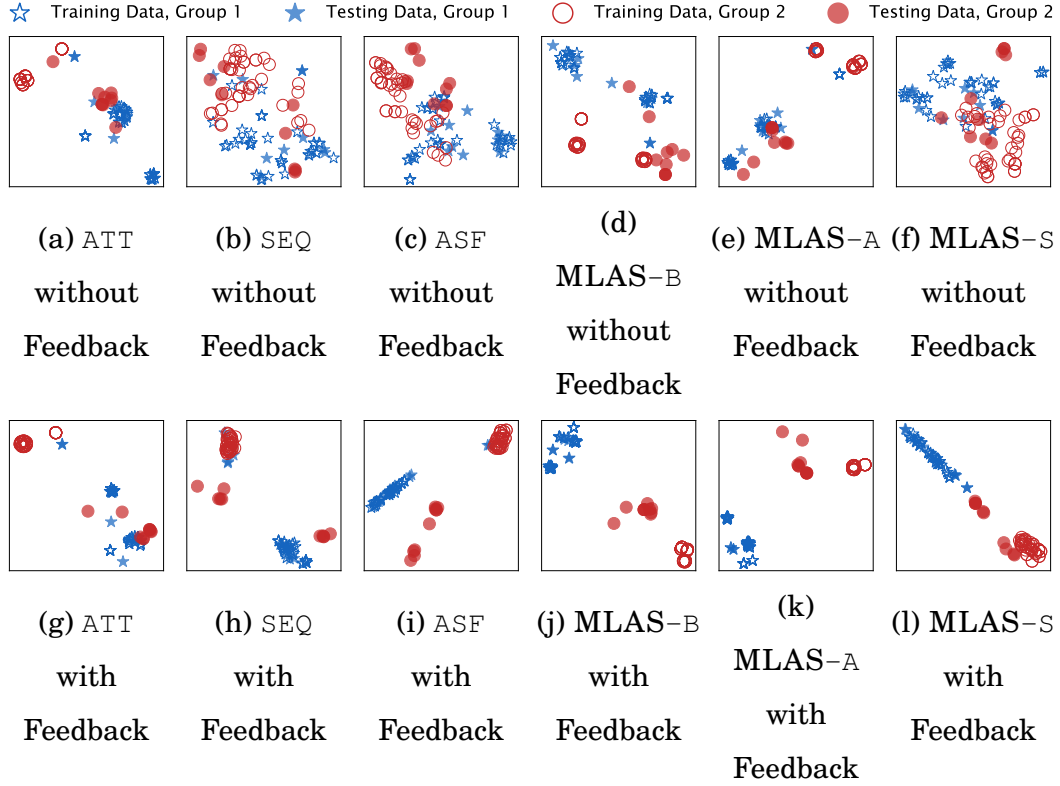 Training Data, Group 1 Testing Data, Group 1 Training Data, Group 2 Testing Data, Group 2
(a) ATT
without
Feedback
(b) SEQ
without
Feedback
(c) ASF
without
Feedback
(d)
MLAS-B
without
Feedback
(e) MLAS-A
without
Feedback
(f) MLAS-S
without
Feedback
(g) ATT
with
Feedback
(h) SEQ
with
Feedback
(i) ASF
with
Feedback
(j) MLAS-B
with
Feedback
(k)
MLAS-A
with
Feedback
(l) MLAS-S
with
Feedback